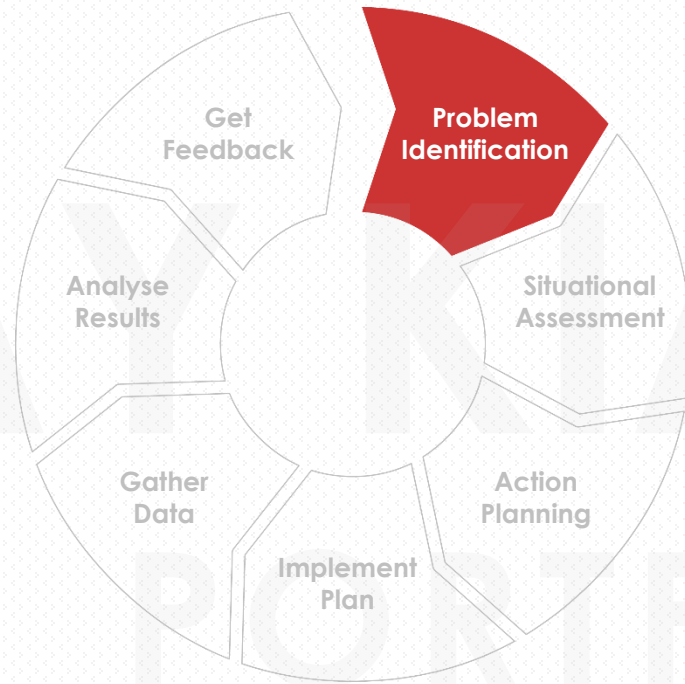 Problem
Identification
Situational
Assessment
Action
Planning
Implement
Plan
Gather
Data
Analyse
Results
Get
Feedback